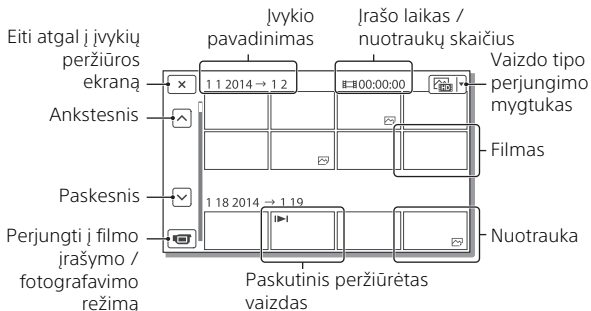 Įvykio
pavadinimas
Įrašo laikas /
nuotraukų skaičius
Eiti atgal į įvykių
peržiūros
ekraną
Vaizdo tipo
perjungimo
mygtukas
1 1 2014 → 1 2
00:00:00
HD
Ankstesnis
Filmas
Paskesnis
1 18 2014 → 1 19
Perjungti į filmo
įrašymo /
fotografavimo
režimą
Nuotrauka
Paskutinis peržiūrėtas
vaizdas